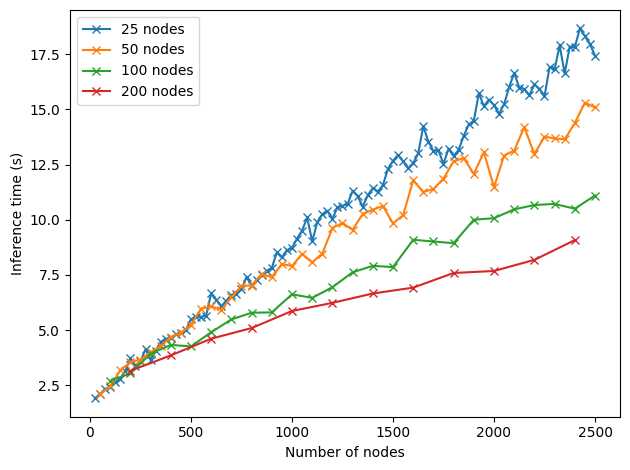 25 nodes
50 nodes
100 nodes
200 nodes
17.5
15.0
12.5
10.0
7.5
5.0
2.5
Inference time (s)
0 500 1000 1500 2000 2500
Number of nodes